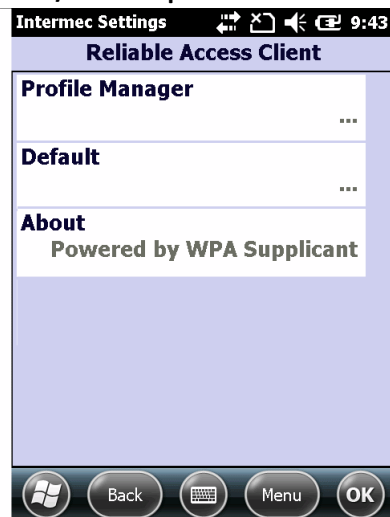 Intermec Settings 9:43
Reliable Access Client
Profile Manager
...
Default
...
About
Powered by WPA Supplicant
Back Menu OK